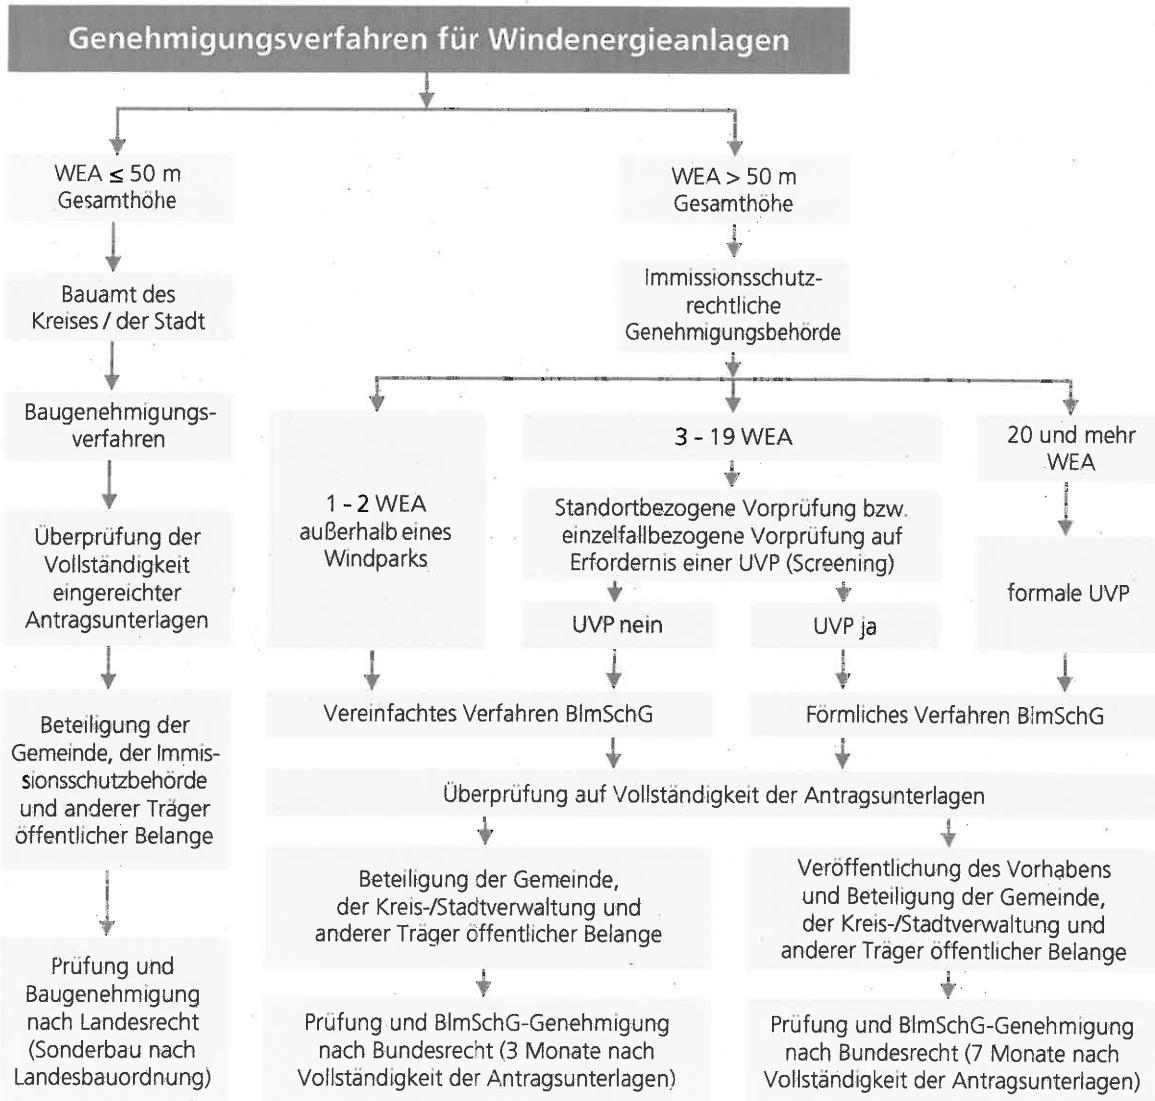 Genehmigungsverfahren für Windenergieanlagen
WEA ≤ 50 m
Gesamthöhe
Bauamt des
Kreises / der Stadt
Baugenehmigungs-
verfahren
Überprüfung der
Vollständigkeit
eingereichter
Antragsunterlagen
Beteiligung der
Gemeinde, der Immis-
sionsschutzbehörde
und anderer Träger
öffentlicher Belange
Prüfung und
Baugenehmigung
nach Landesrecht
(Sonderbau nach
Landesbauordnung)
WEA > 50 m
Gesamthöhe
Immissionsschutz-
rechtliche
Genehmigungsbehörde
1 - 2 WEA
außerhalb eines
Windparks
3 - 19 WEA
Standortbezogene Vorprüfung bzw.
einzelfallbezogene Vorprüfung auf
Erfordernis einer UVP (Screening)
UVP nein
UVP ja
20 und mehr
WEA
formale UVP
Vereinfachtes Verfahren BImSchG
Förmliches Verfahren BImSchG
Überprüfung auf Vollständigkeit der Antragsunterlagen
Beteiligung der Gemeinde,
der Kreis-/Stadtverwaltung und
anderer Träger öffentlicher Belange
Prüfung und BImSchG-Genehmigung
nach Bundesrecht (3 Monate nach
Vollständigkeit der Antragsunterlagen)
Veröffentlichung des Vorhabens
und Beteiligung der Gemeinde,
der Kreis-/Stadtverwaltung und
anderer Träger öffentlicher Belange
Prüfung und BImSchG-Genehmigung
nach Bundesrecht (7 Monate nach
Vollständigkeit der Antragsunterlagen)